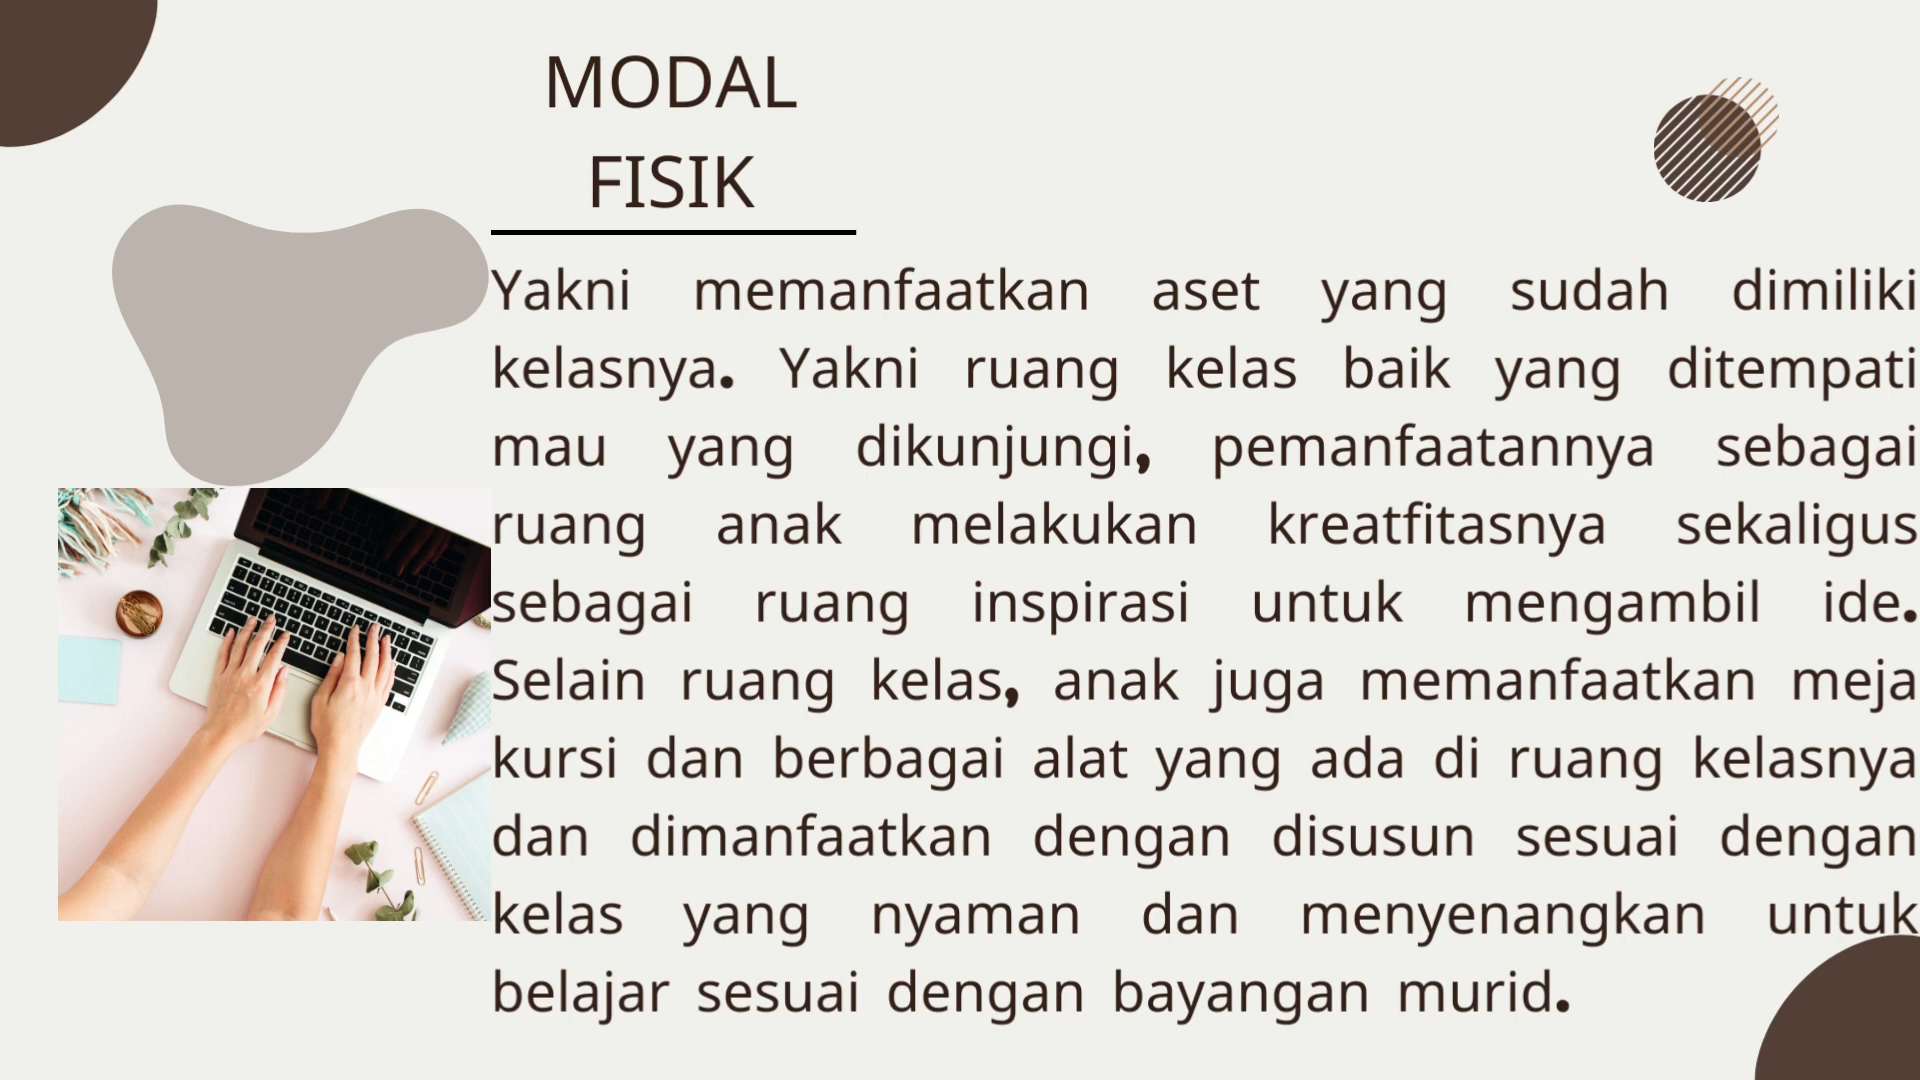 MODAL
FISIK
Yakni memanfaatkan aset yang sudah dimiliki
kelasnya. Yakni ruang kelas baik yang ditempati
mau yang dikunjungi, pemanfaatannya sebagai
ruang anak melakukan kreatfitasnya sekaligus
sebagai ruang inspirasi untuk mengambil ide.
Selain ruang kelas, anak juga memanfaatkan meja
kursi dan berbagai alat yang ada di ruang kelasnya
dan dimanfaatkan dengan disusun sesuai dengan
kelas yang nyaman dan menyenangkan untuk
belajar sesuai dengan bayangan murid.